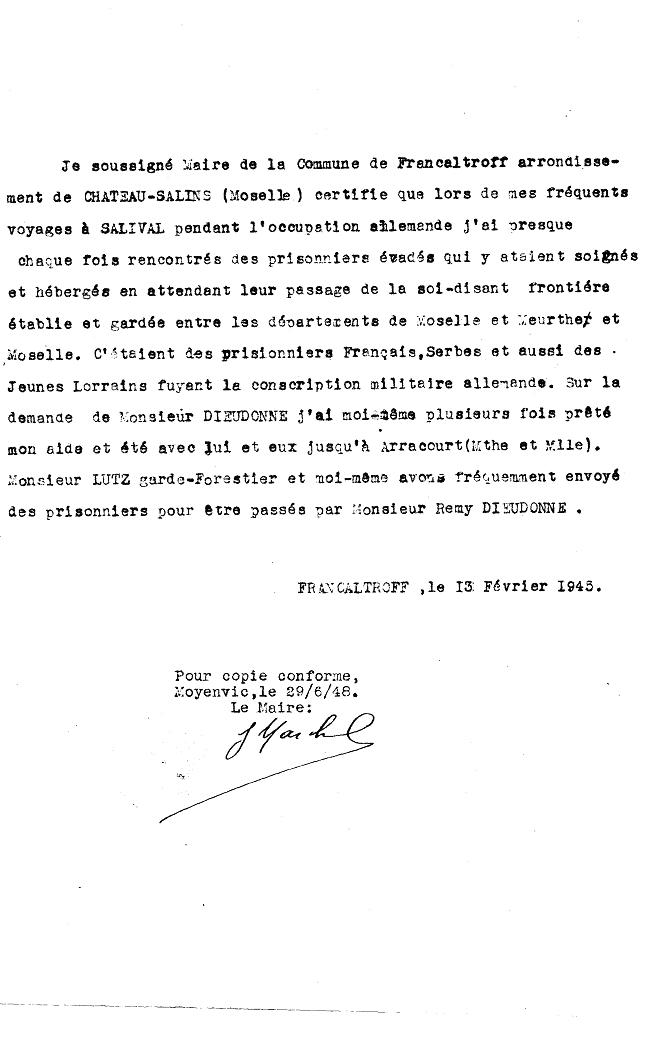 Je soussigné Maire de la Commune de Francaltroff arrondisse-
ment de CHATEAU-SALINS (Moselle ) certifie que lors de mes fréquents
voyages à SALIVAL pendant l'occupation allemande j'ai presque
chaque fois rencontrés des prisonniers évadés qui y ataient soignés
et hébergés en attendant leur passage de la soi-disant frontiére
établie et gardée entre les départements de Moselle et Meurthe et
Moselle. C'étaient des prisionniers Français,Serbes et aussi des
Jeunes Lorrains fuyant la conscription militaire allemande. Sur la
demande de Monsieur DIEUDONNE j'ai moi-même plusieurs fois prêté
mon aide et été avec lui et eux jusqu'à Arracourt(Mthe et Mlle).
Monsieur LUTZ garde-Forestier et moi-même avons fréquemment envoyé
des prisonniers pour être passés par Monsieur Remy DIEUDONNE .
FRANCALTROFF ,le 13 Février 1945.
Pour copie conforme,
Moyenvic,le 29/6/48.
Le Maire: